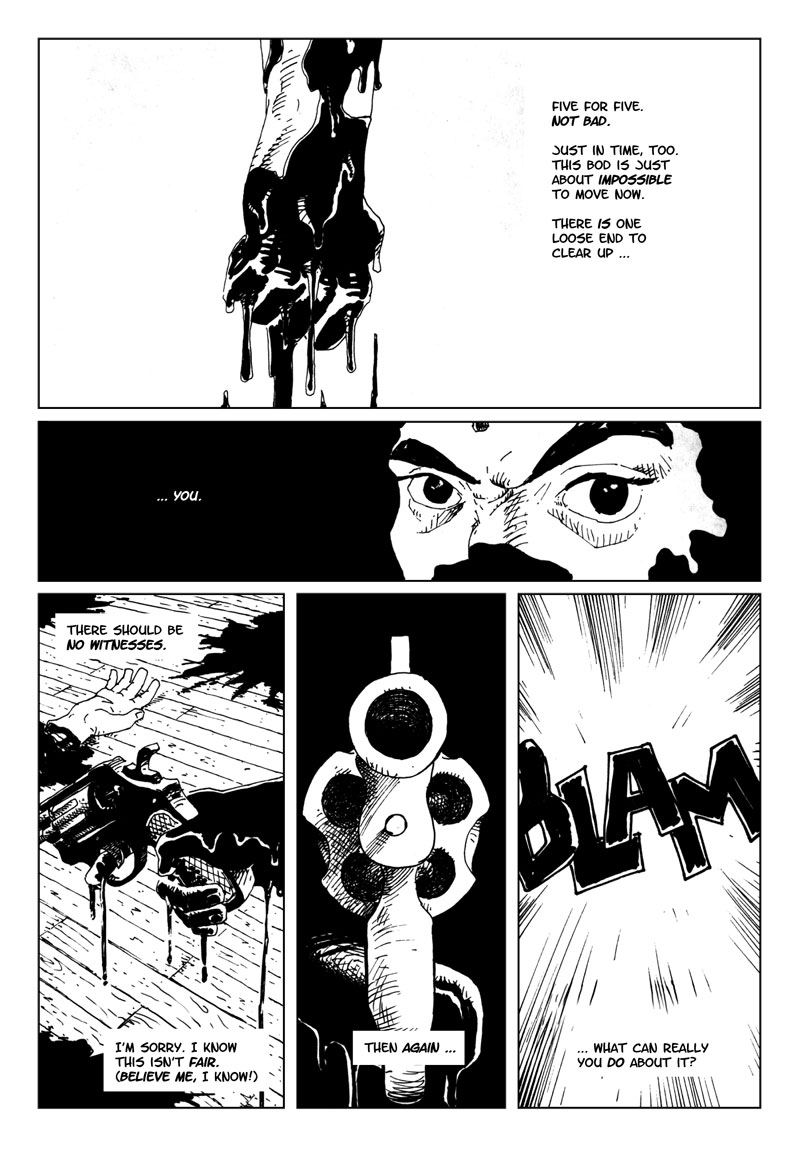 FIVE FOR FIVE.
NOT BAD.
JUST IN TIME, TOO.
THIS BOD IS JUST
ABOUT IMPOSSIBLE
TO MOVE NOW.
THERE IS ONE
LOOSE END TO
CLEAR UP ...
... YOU.
THERE SHOULD BE
NO WITNESSES.
I'M SORRY. I KNOW
THIS ISN'T FAIR.
(BELIEVE ME, I KNOW!)
THEN AGAIN ...
BLAM
... WHAT CAN REALLY
YOU DO ABOUT IT?